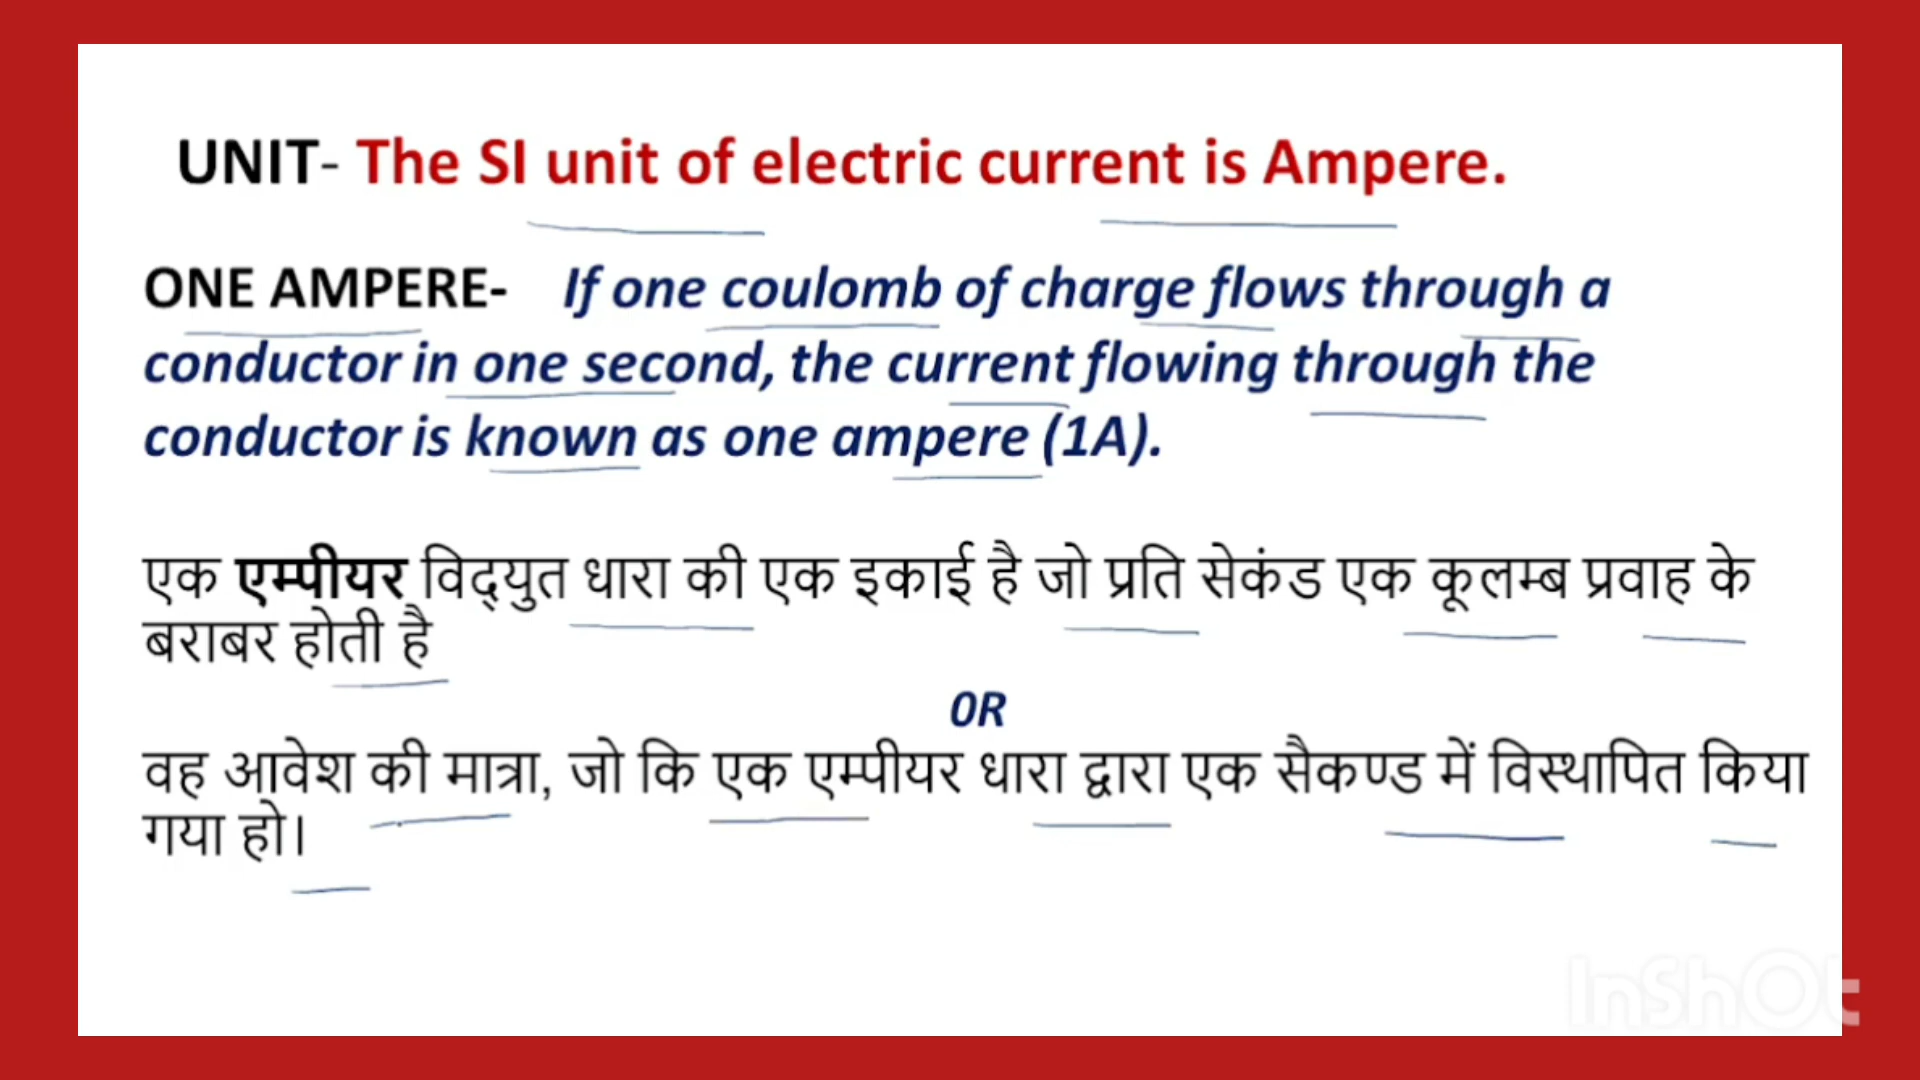 UNIT- The SI unit of electric current is Ampere.
ONE AMPERE- If one coulomb of charge flows through a
conductor in one second, the current flowing through the
conductor is known as one ampere (1A).
एक एम्पीयर विद्युत धारा की एक इकाई है जो प्रति सेकंड एक कूलम्ब प्रवाह के
बराबर होती है
OR
वह आवेश की मात्रा, जो कि एक एम्पीयर धारा द्वारा एक सैकण्ड में विस्थापित किया
गया हो।
InShOt